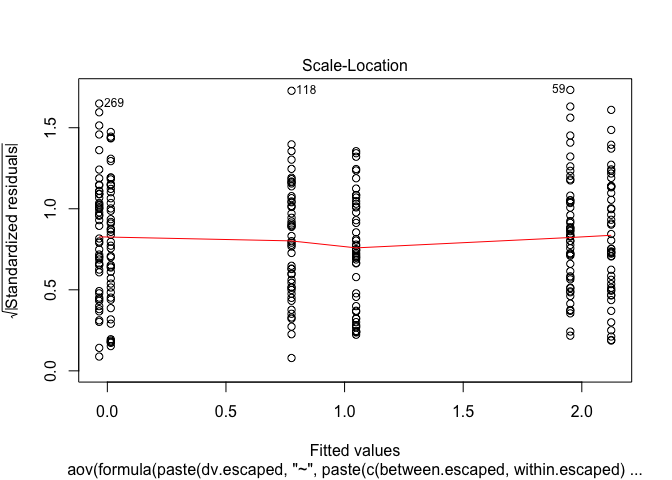 Scale-Location
√|Standardized residuals|
1.5
1.0
0.5
0.0
269
118
59
0.0 0.5 1.0 1.5 2.0
Fitted values
aov(formula(paste(dv.escaped, "~", paste(c(between.escaped, within.escaped) ...